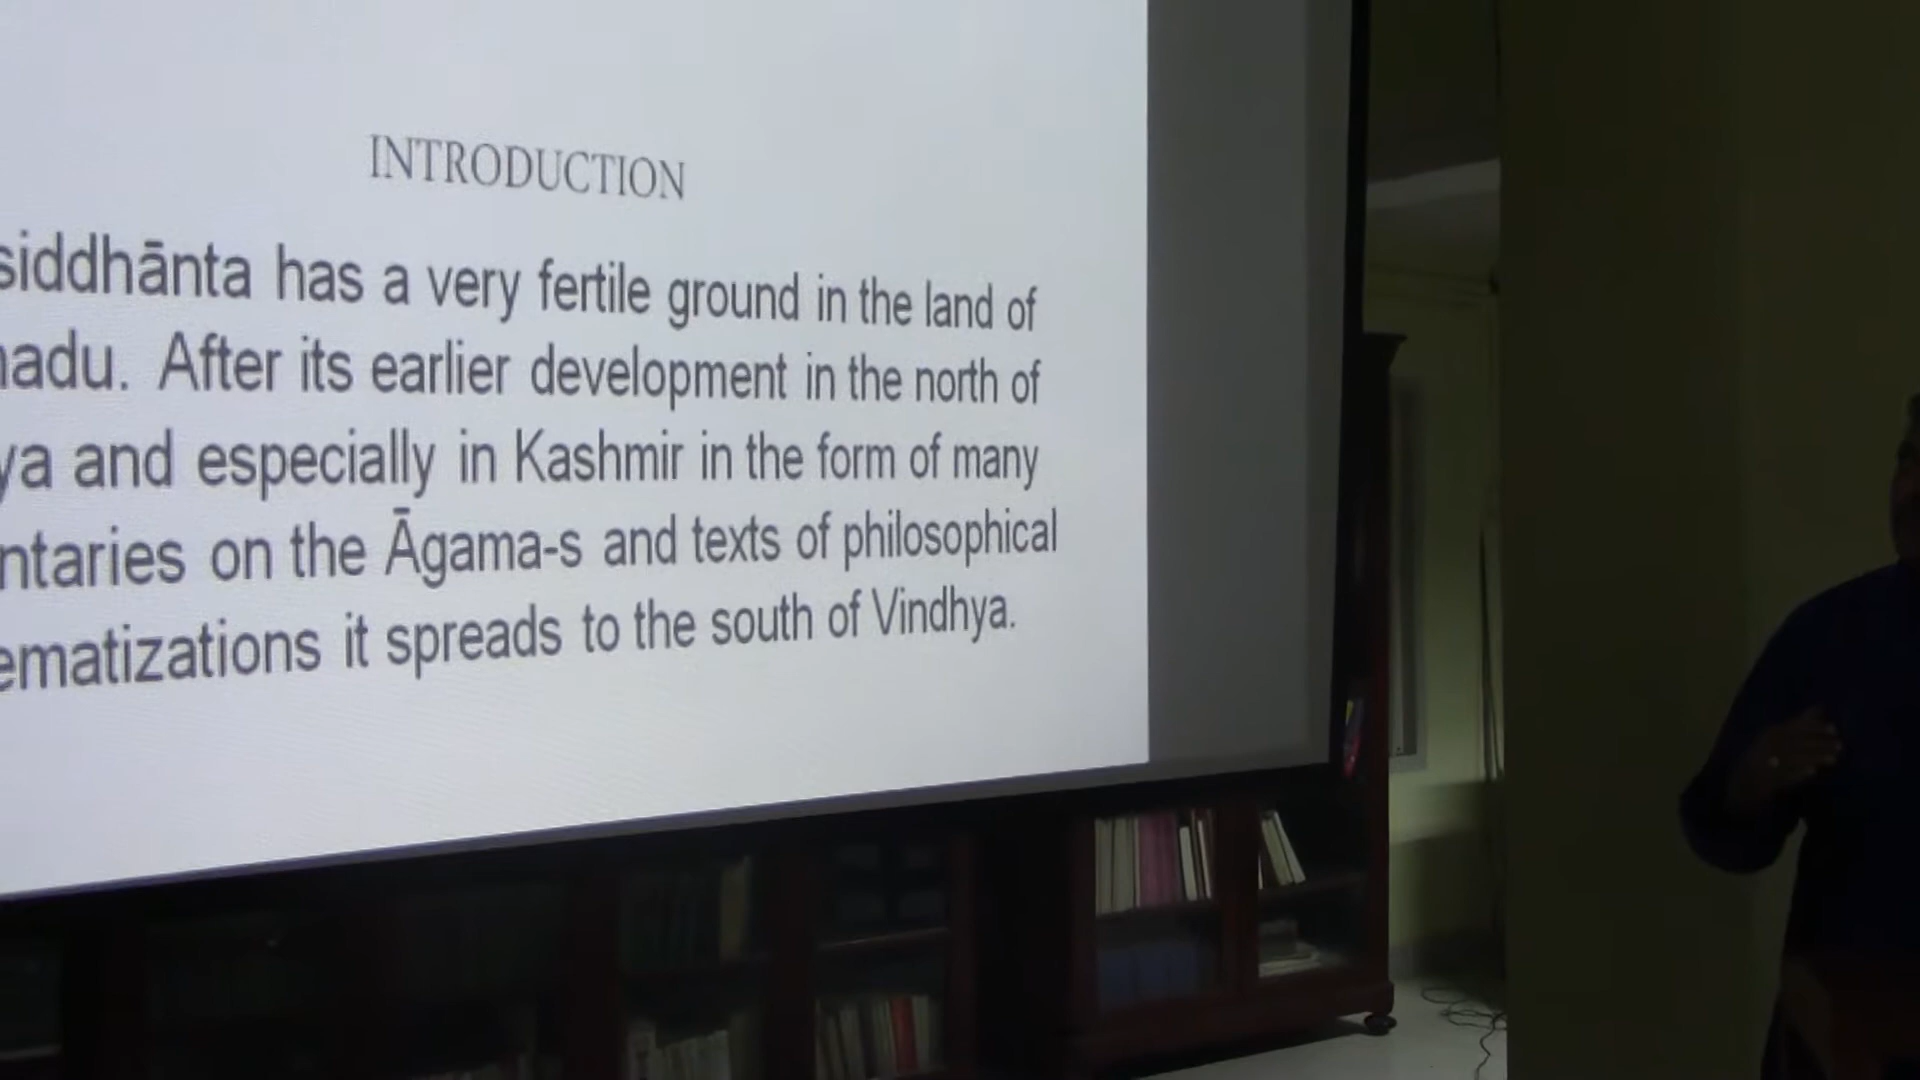 INTRODUCTION
siddhānta has a very fertile ground in the land of
nadu. After its earlier development in the north of
ya and especially in Kashmir in the form of many
ntaries on the Āgama-s and texts of philosophical
ematizations it spreads to the south of Vindhya.